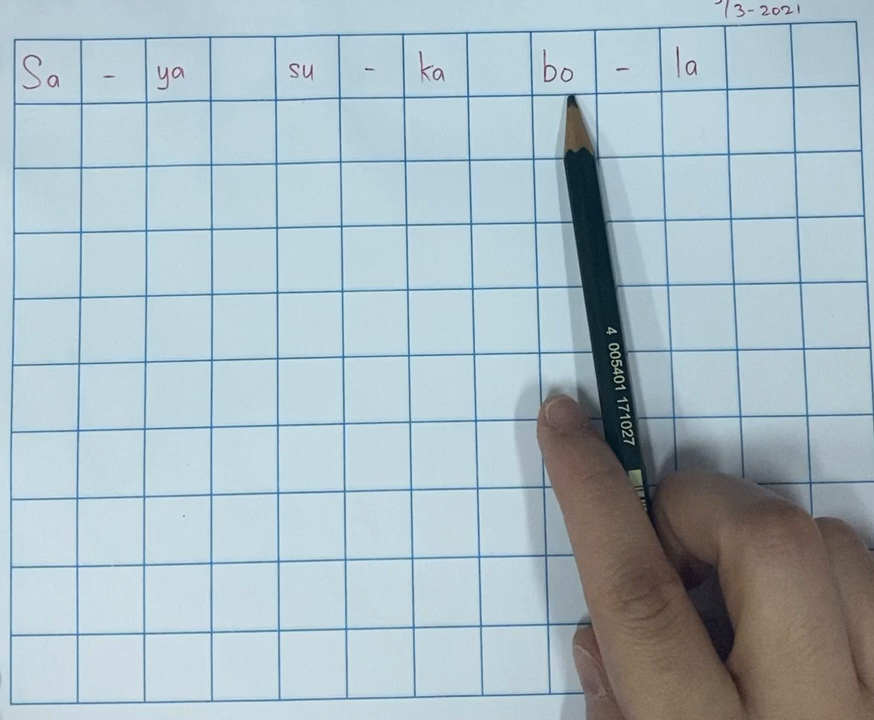 /3-2021
Sa - ya su - ka bo - la
4 005401 171027